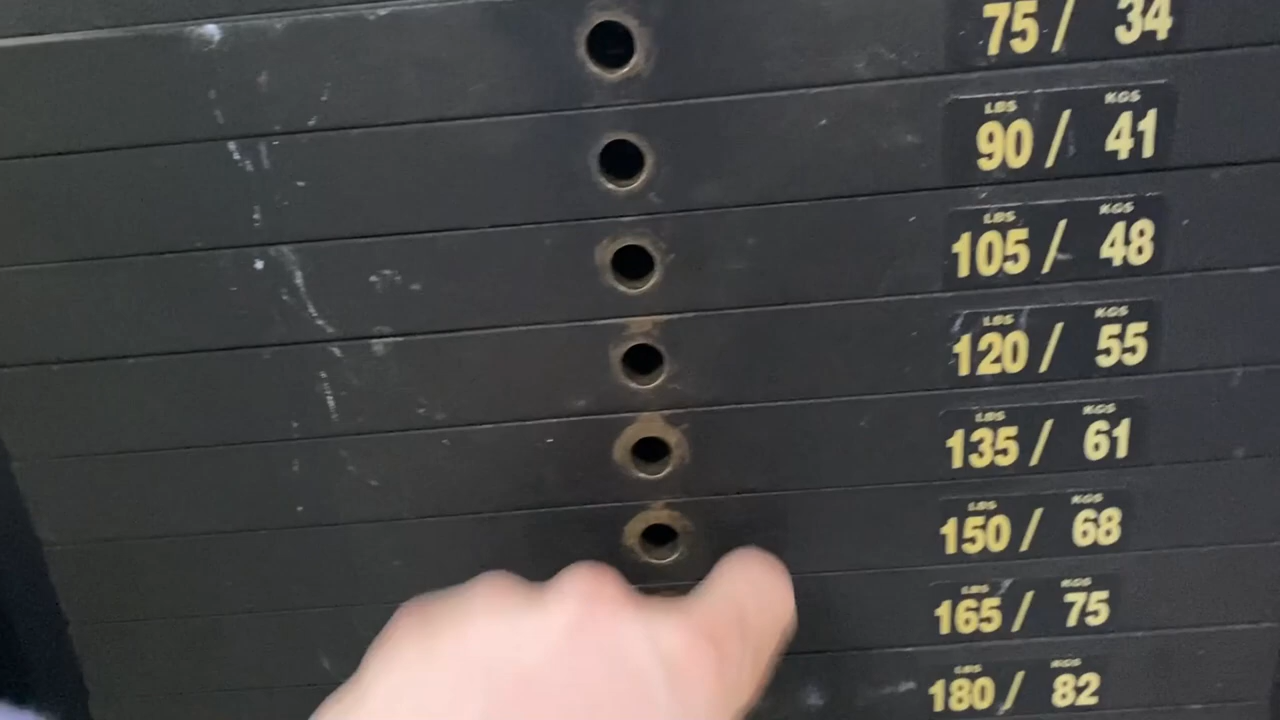 75 / 34
LBS KGS
90 / 41
LBS KGS
105 / 48
LBS KGS
120 / 55
LBS KGS
135 / 61
LBS KGS
150 / 68
LBS KGS
165 / 75
LBS KGS
180 / 82